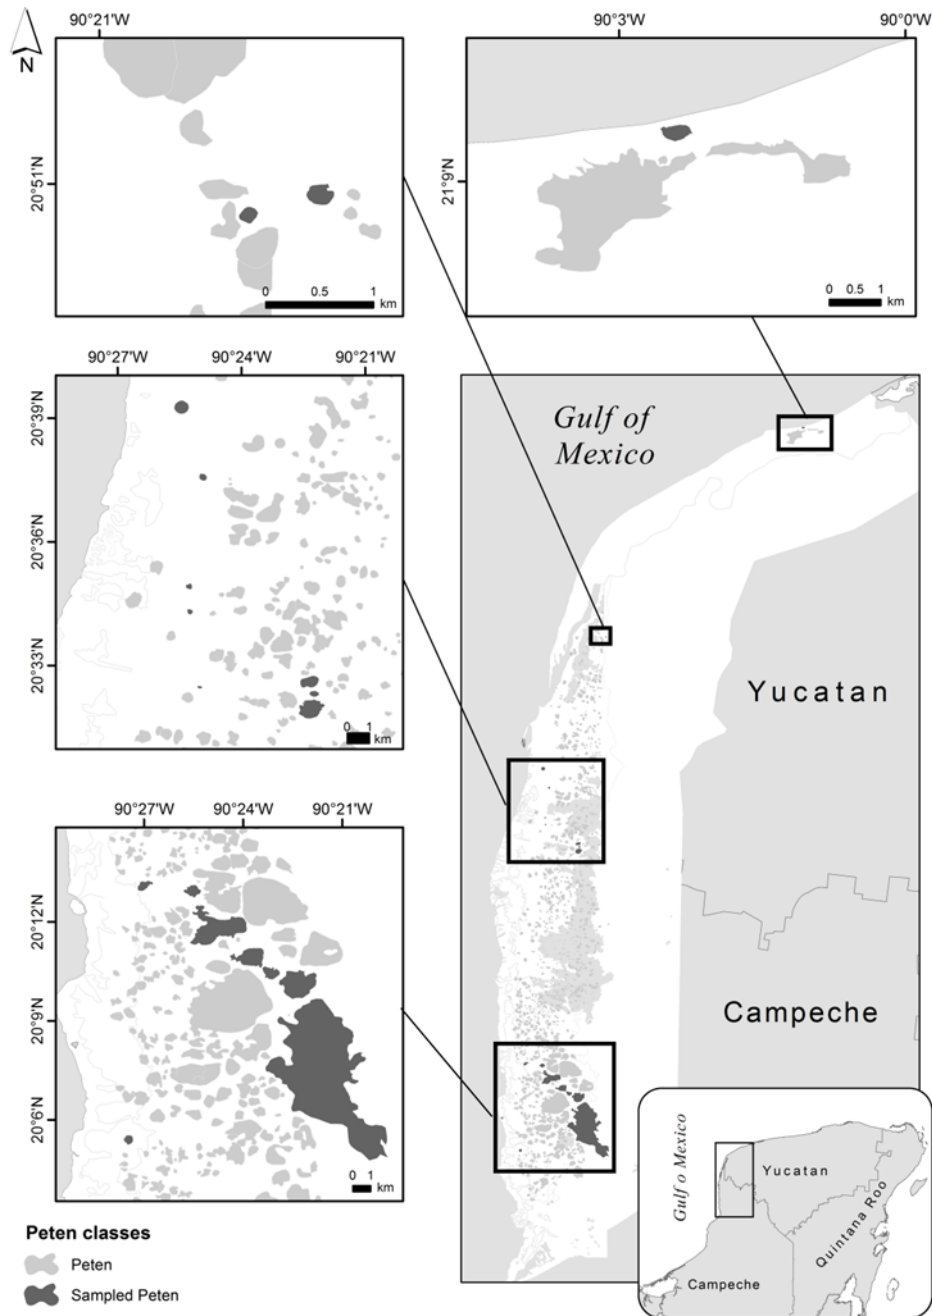 90°21'W
90°3'W
90°0'W
N
20°51'N
0 0.5 1
km
21°9'N
0 0.5 1
km
90°27'W
90°24'W
90°21'W
20°39'N
20°36'N
20°33'N
0 1
km
Gulf of
Mexico
Yucatan
Campeche
90°27'W
90°24'W
90°21'W
20°12'N
20°9'N
20°6'N
0 1
km
Gulf o Mexico
Yucatan
Quintana Roo
Campeche
Peten classes
Peten
Sampled Peten